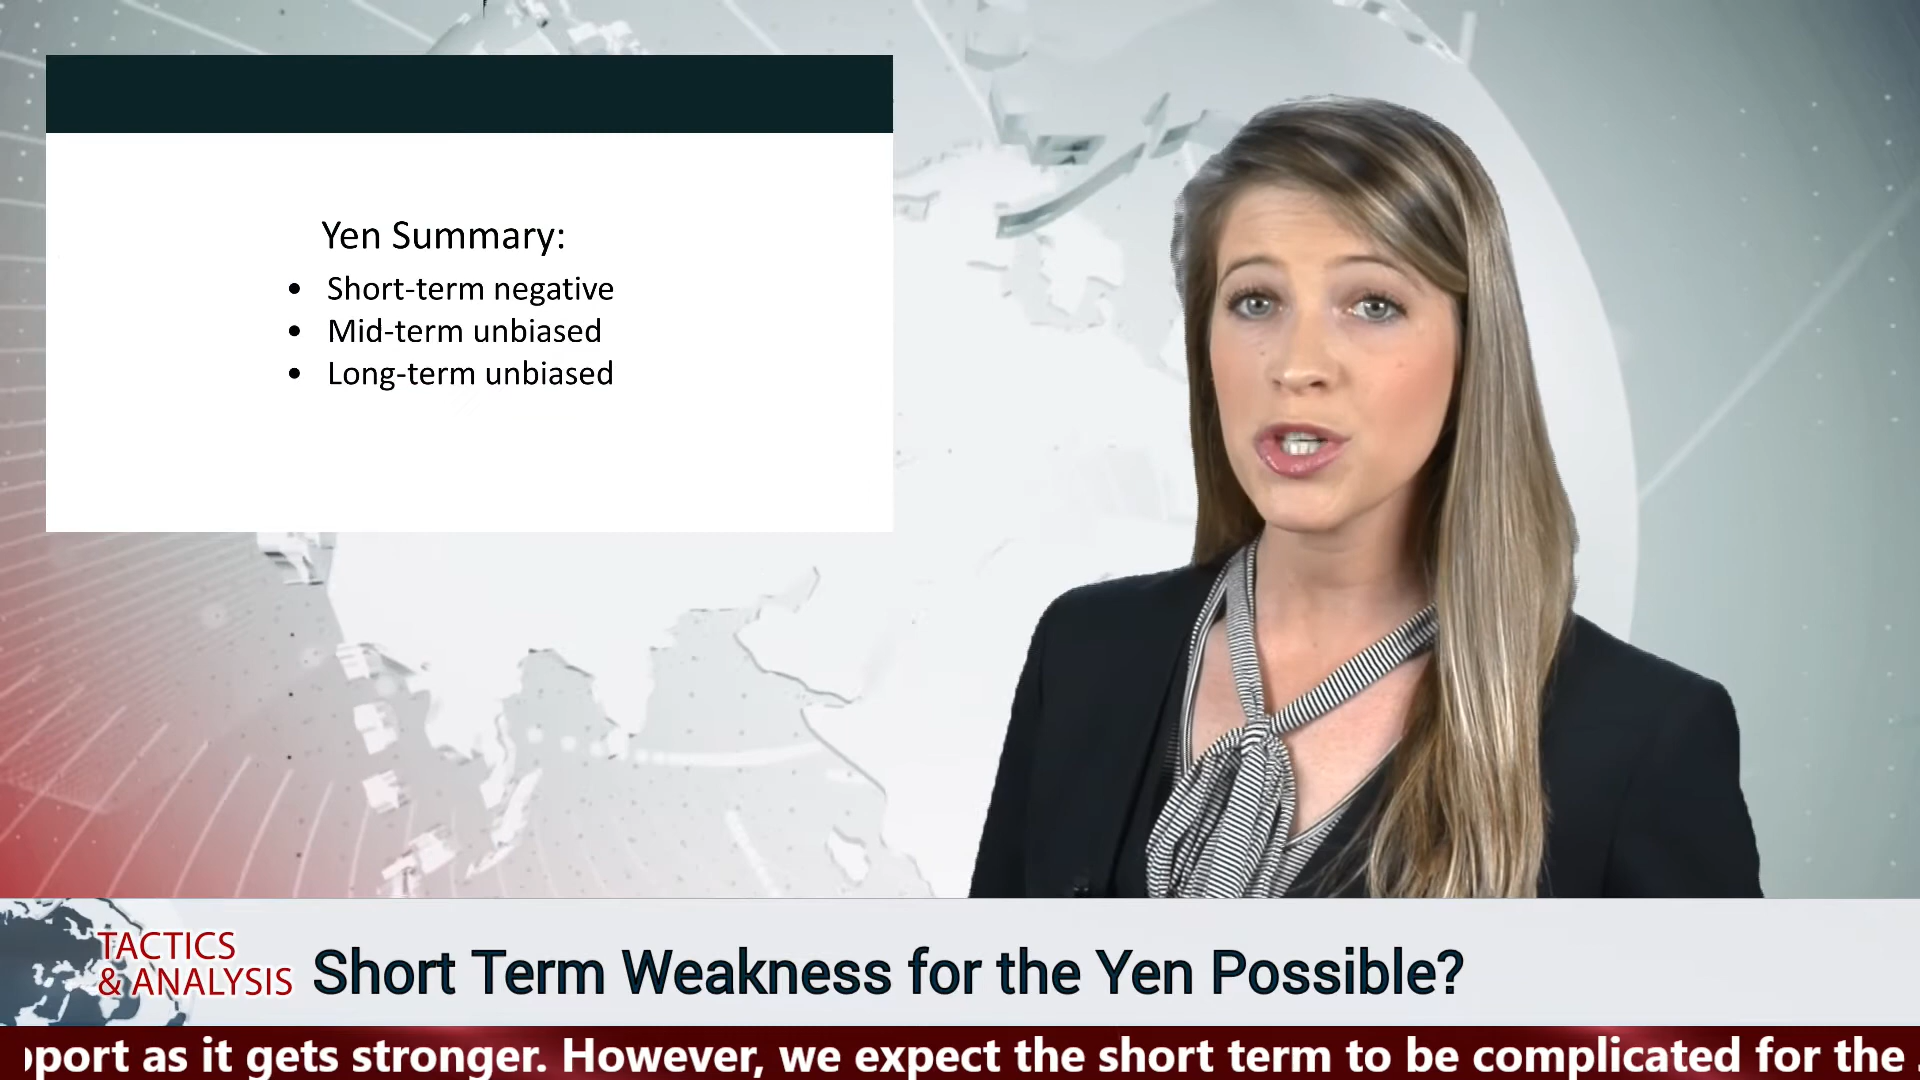 Yen Summary:
• Short-term negative
• Mid-term unbiased
• Long-term unbiased
TACTICS
& ANALYSIS
Short Term Weakness for the Yen Possible?
as it gets stronger. However, we expect the short term to be complicated for the